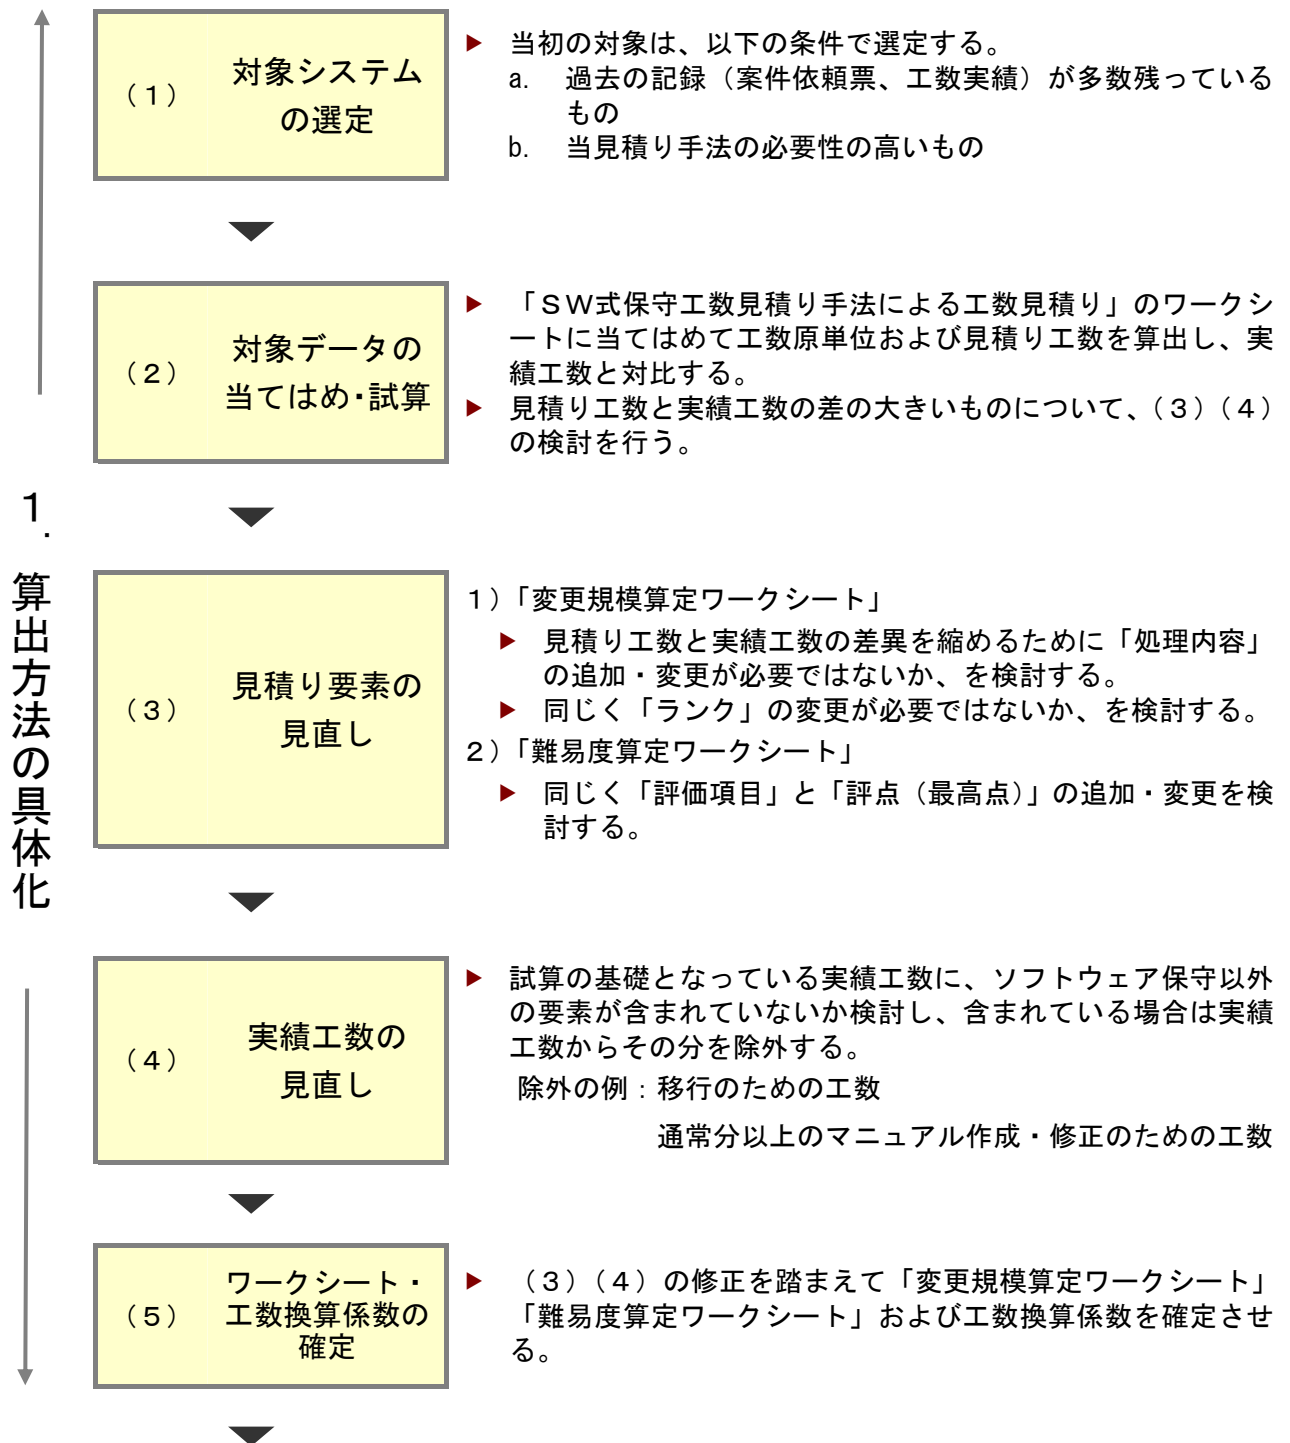 １．算出方法の具体化
（１）
対象システム
の選定
当初の対象は、以下の条件で選定する。
a. 過去の記録（案件依頼票、工数実績）が多数残っている
もの
b. 当見積り手法の必要性の高いもの
（２）
対象データの
当てはめ・試算
「ＳＷ式保守工数見積り手法による工数見積り」のワークシ
ートに当てはめて工数原単位および見積り工数を算出し、実
績工数と対比する。
見積り工数と実績工数の差の大きいものについて、（３）（４）
の検討を行う。
（３）
見積り要素の
見直し
１）「変更規模算定ワークシート」
見積り工数と実績工数の差異を縮めるために「処理内容」
の追加・変更が必要ではないか、を検討する。
同じく「ランク」の変更が必要ではないか、を検討する。
２）「難易度算定ワークシート」
同じく「評価項目」と「評点（最高点）」の追加・変更を検
討する。
（４）
実績工数の
見直し
試算の基礎となっている実績工数に、ソフトウェア保守以外
の要素が含まれていないか検討し、含まれている場合は実績
工数からその分を除外する。
除外の例：移行のための工数
通常分以上のマニュアル作成・修正のための工数
（５）
ワークシート・
工数換算係数の
確定
（３）（４）の修正を踏まえて「変更規模算定ワークシート」
「難易度算定ワークシート」および工数換算係数を確定させ
る。